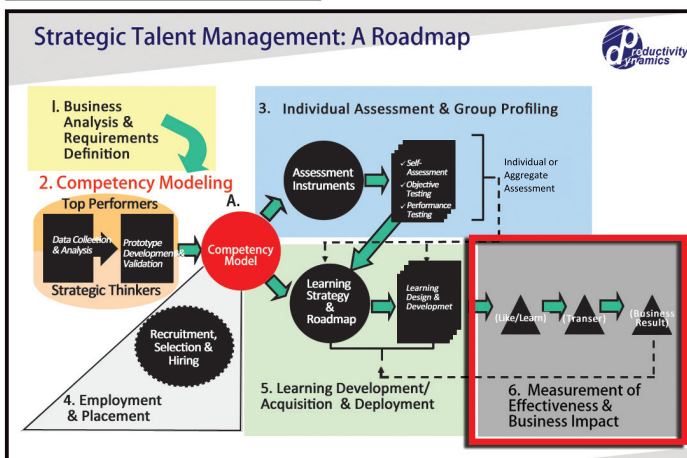 Strategic Talent Management: A Roadmap
productivity
dynamics
1. Business
Analysis &
Requirements
Definition
2. Competency Modeling
Top Performers
Data Collection
& Analysis
Prototype
Development&
Validation
Strategic Thinkers
A.
Competency
Model
3. Individual Assessment & Group Profiling
Assessment
Instruments
✓ Self-
Assessment
✓ Objective
Testing
✓ Performance
Testing
Individual or
Aggregate
Assessment
Recruitment,
Selection &
Hiring
4. Employment
& Placement
Learning
Strategy
& Roadmap
Learning
Design &
Developmet
5. Learning Development/
Acquisition & Deployment
(Like/Learn)
(Transer)
(Business
Result)
6. Measurement of
Effectiveness &
Business Impact